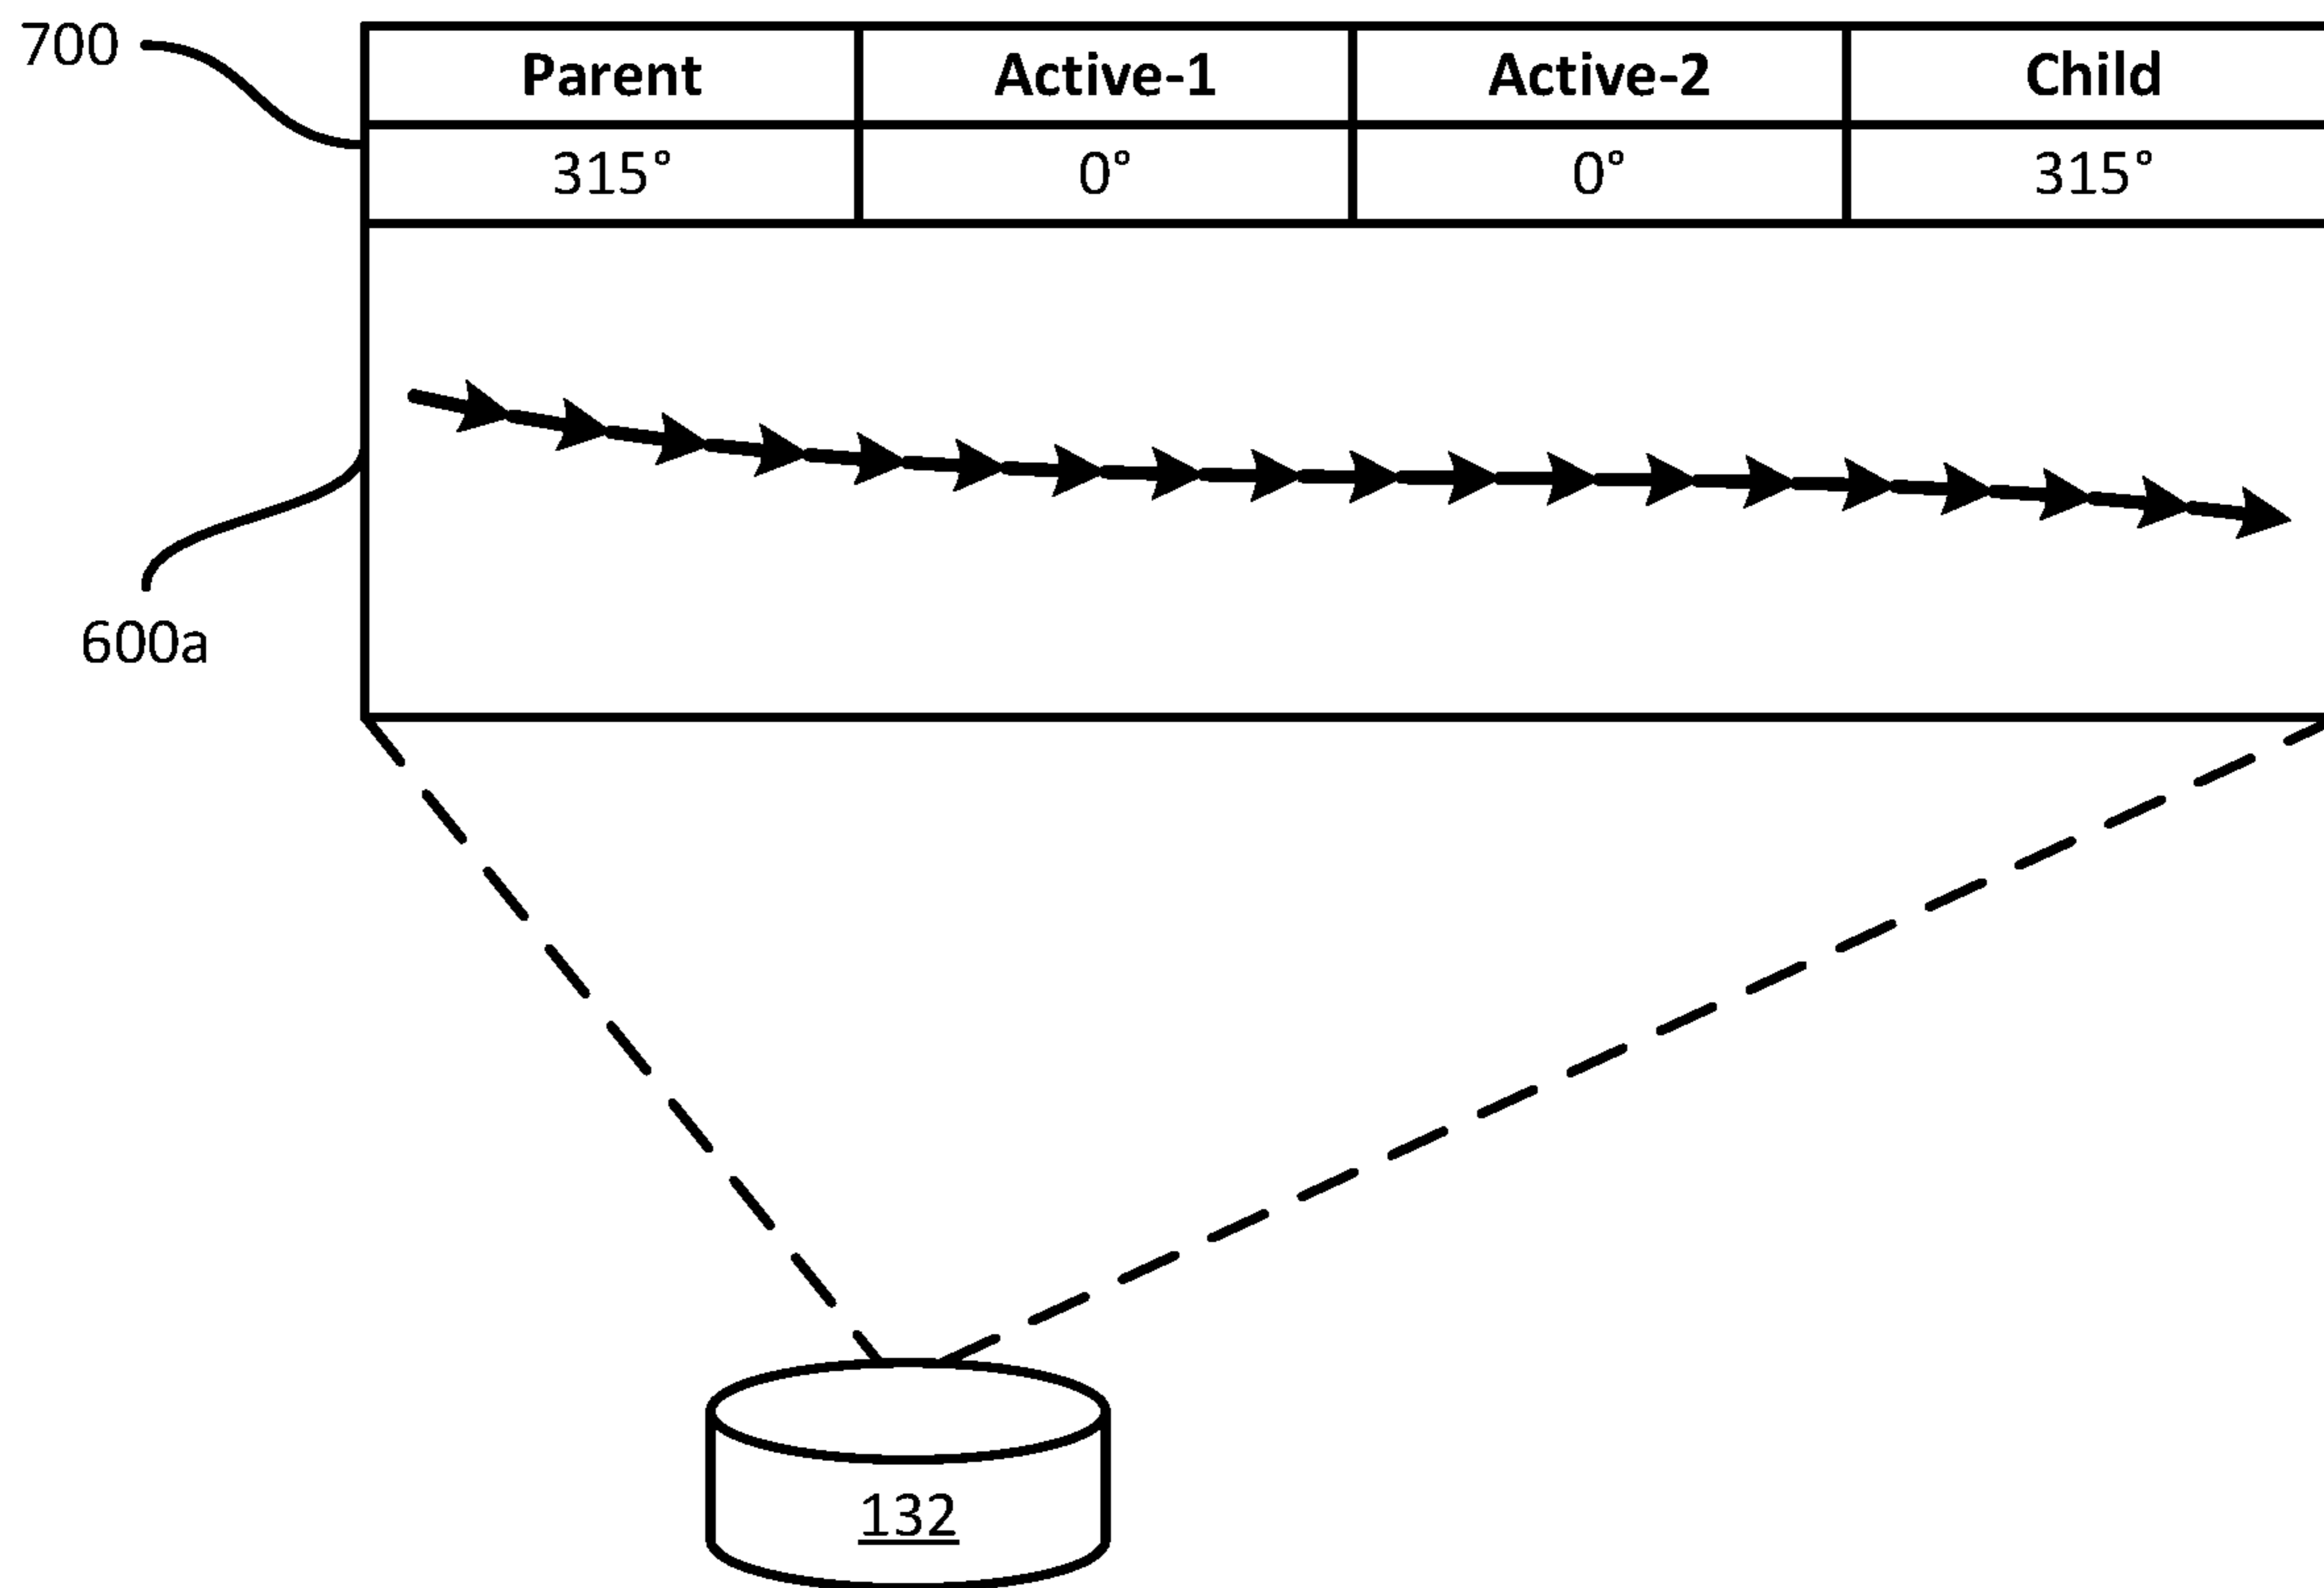 700
Parent Active-1 Active-2 Child
315° 0° 0° 315°
600a
132